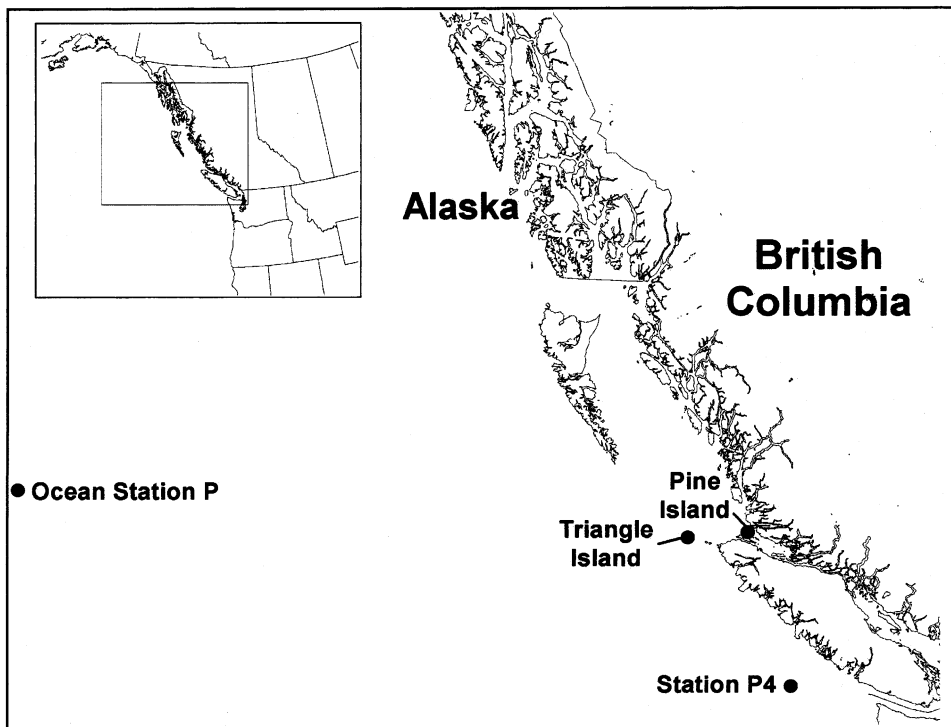 Alaska
British
Columbia
Ocean Station P
Pine
Island
Triangle
Island
Station P4